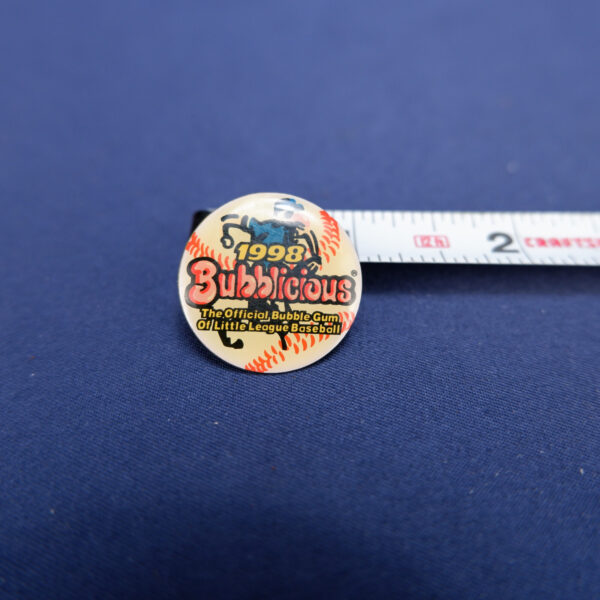 1998
Bubblicious®
The Official Bubble Gum
Of Little League Baseball
2